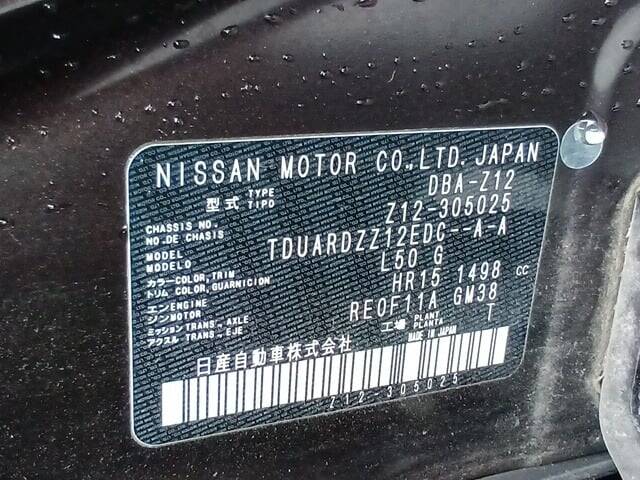 NISSAN MOTOR CO.,LTD. JAPAN
型式 TYPE TIPO DBA-Z12
CHASSIS NO. NO. DE CHASIS Z12-305025
MODEL MODELO TDUARDZZ12EDC--A-A
カラー COLOR, TRIM トリム COLOR, GUARNICION L50 G
エンジン ENGINE MOTOR HR15 1498 cc
ミッション TRANS., AXLE アクスル TRANS., EJE RE0F11A GM38
工場 PLANT PLANTA T
日産自動車株式会社 MADE IN JAPAN
Z12-305025